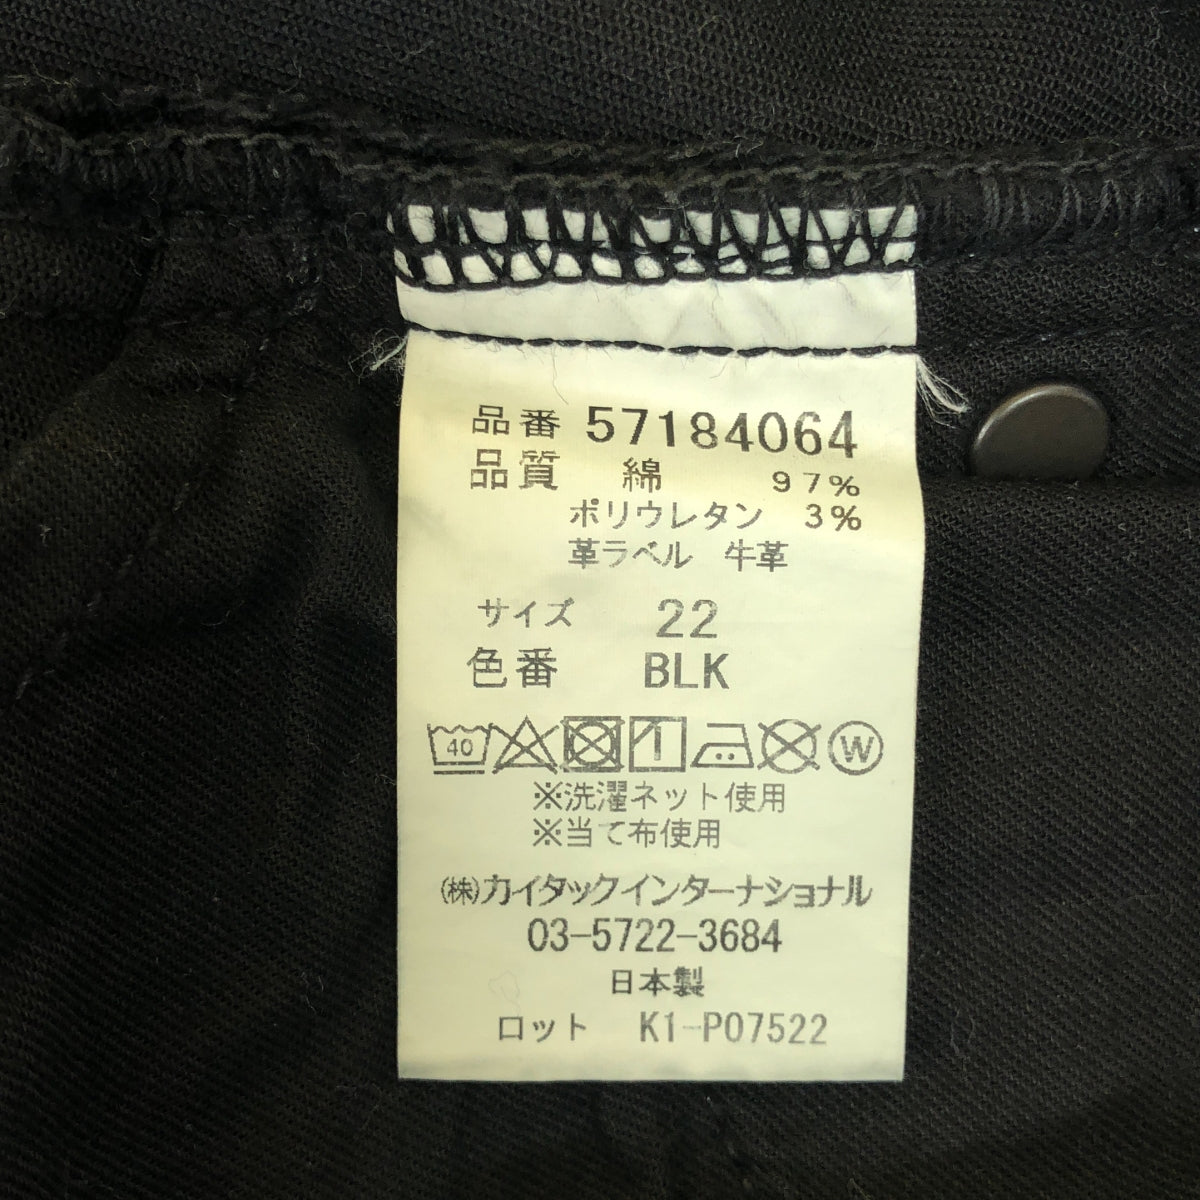 品番 57184064
品質 綿 97%
ポリウレタン 3%
革ラベル 牛革
サイズ 22
色番 BLK
40 W
※洗濯ネット使用
※当て布使用
(株)カイタックインターナショナル
03-5722-3684
日本製
ロット K1-P07522